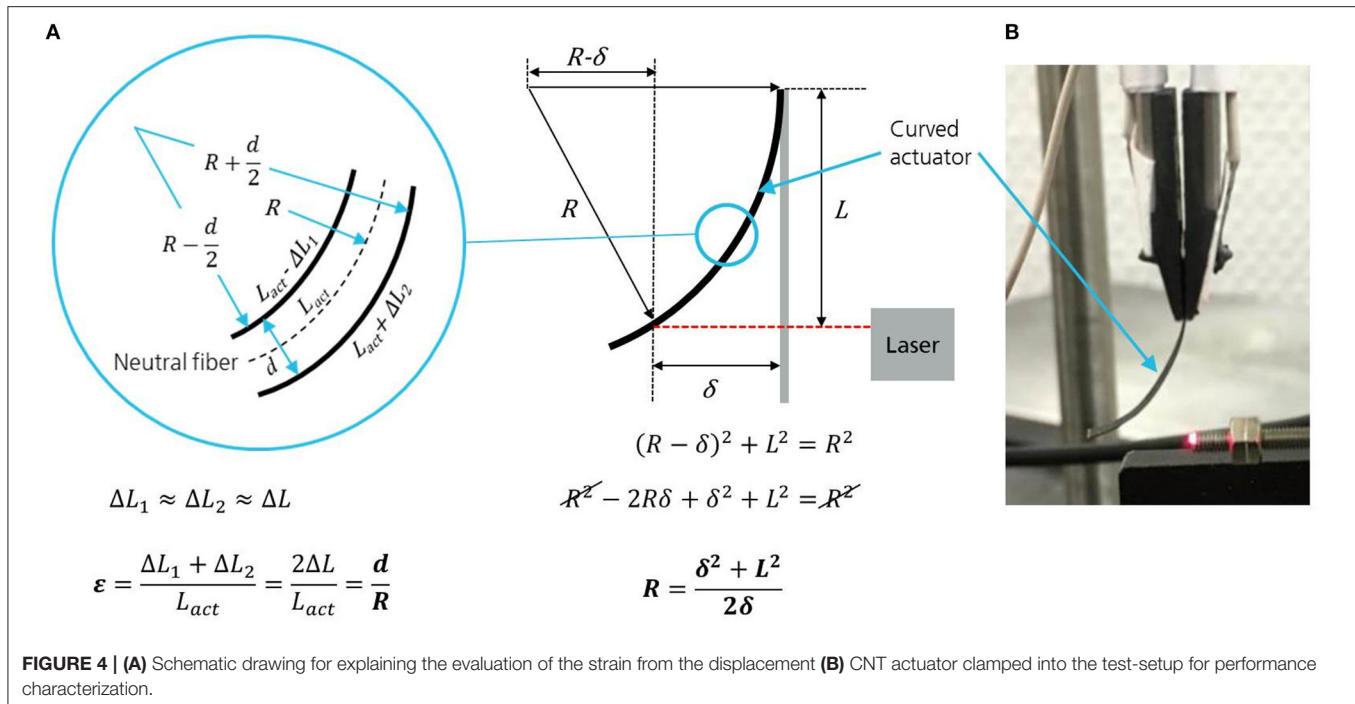 A
B
R-δ
R + d/2
R
R − d/2
L_act - ΔL_1
L_act
L_act + ΔL_2
d
Neutral fiber
R
L
Curved
actuator
Laser
δ
(R − δ)² + L² = R²
ΔL_1 ≈ ΔL_2 ≈ ΔL
R² − 2Rδ + δ² + L² = R²
ε = (ΔL_1 + ΔL_2)/L_act = 2ΔL/L_act = d/R
R = (δ² + L²)/2δ
FIGURE 4 | (A) Schematic drawing for explaining the evaluation of the strain from the displacement (B) CNT actuator clamped into the test-setup for performance
characterization.